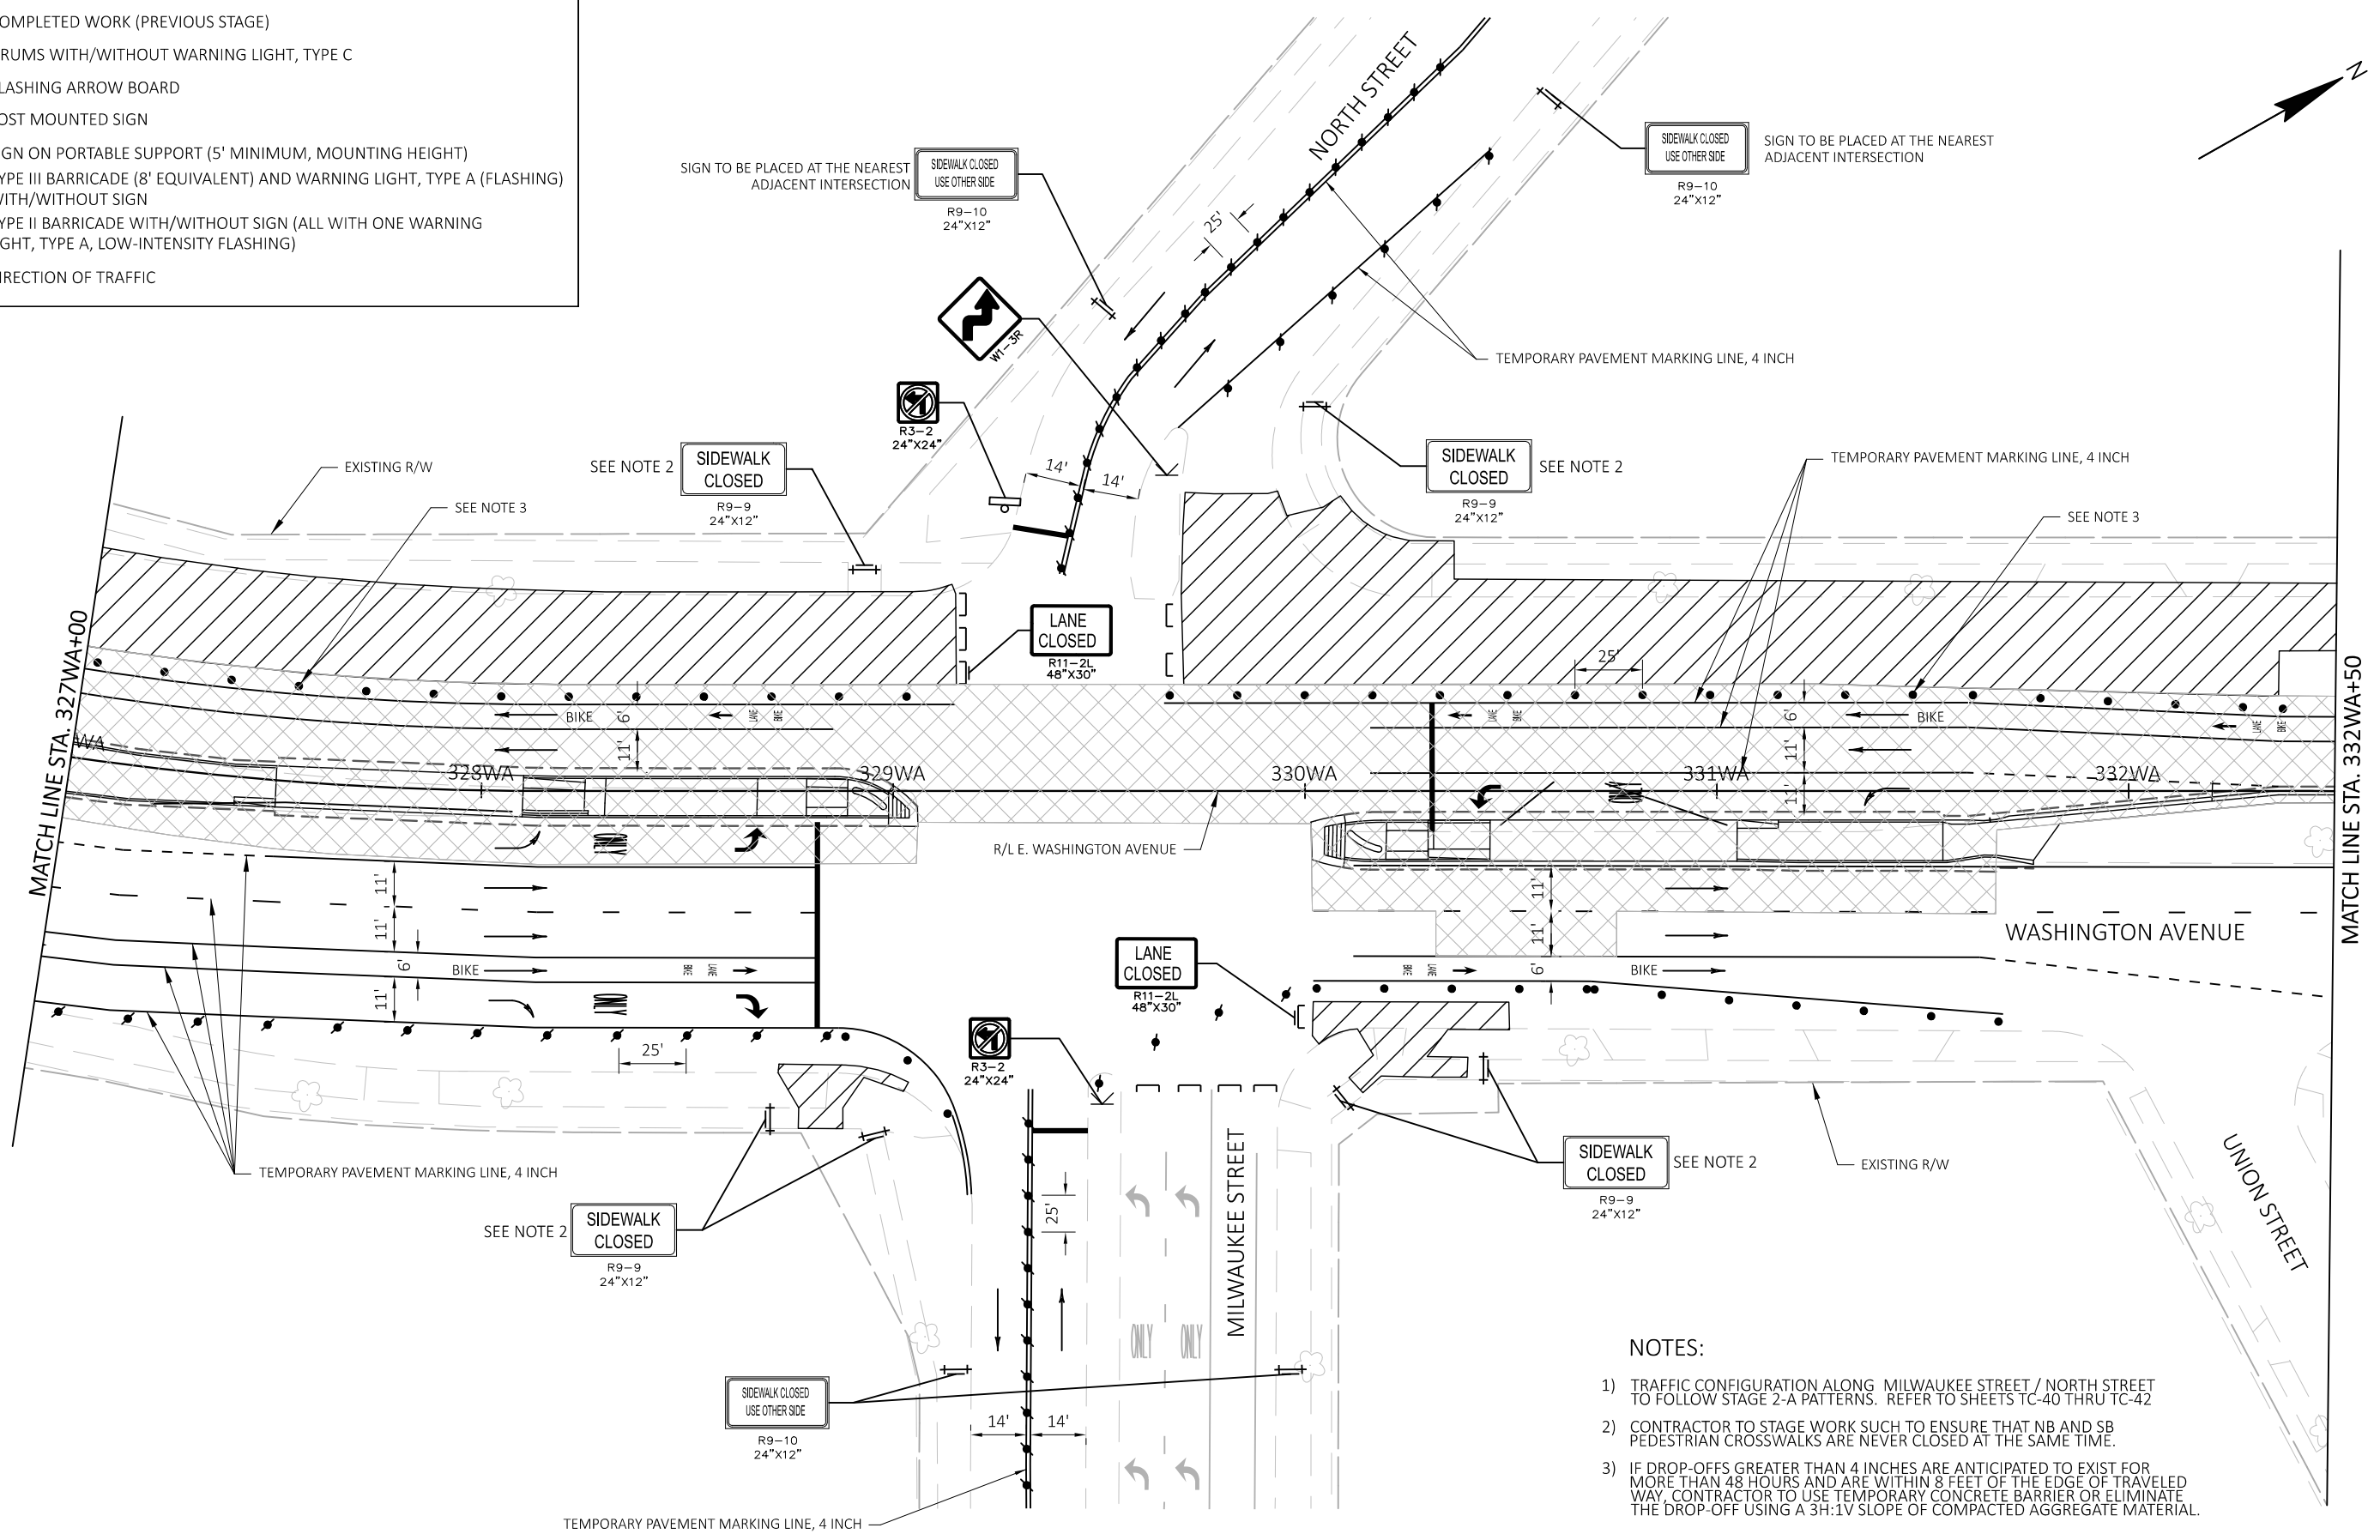 OMPLETED WORK (PREVIOUS STAGE)
RUMS WITH/WITHOUT WARNING LIGHT, TYPE C
LASHING ARROW BOARD
OST MOUNTED SIGN
IGN ON PORTABLE SUPPORT (5' MINIMUM, MOUNTING HEIGHT)
YPE III BARRICADE (8' EQUIVALENT) AND WARNING LIGHT, TYPE A (FLASHING)
WITH/WITHOUT SIGN
YPE II BARRICADE WITH/WITHOUT SIGN (ALL WITH ONE WARNING
IGHT, TYPE A, LOW-INTENSITY FLASHING)
IRECTION OF TRAFFIC
N
NORTH STREET
SIGN TO BE PLACED AT THE NEAREST
ADJACENT INTERSECTION
SIDEWALK CLOSED
USE OTHER SIDE
R9-10
24"X12"
SIDEWALK CLOSED
USE OTHER SIDE
R9-10
24"X12"
SIGN TO BE PLACED AT THE NEAREST
ADJACENT INTERSECTION
25'
W1-3R
TEMPORARY PAVEMENT MARKING LINE, 4 INCH
R3-2
24"X24"
14'
14'
EXISTING R/W
SEE NOTE 2
SIDEWALK
CLOSED
R9-9
24"X12"
SIDEWALK
CLOSED
R9-9
24"X12"
SEE NOTE 2
TEMPORARY PAVEMENT MARKING LINE, 4 INCH
SEE NOTE 3
SEE NOTE 3
LANE
CLOSED
R11-2L
48"X30"
25'
MATCH LINE STA. 327WA+00
MATCH LINE STA. 332WA+50
BIKE
6'
LANE
BIKE
LANE
BIKE
6'
BIKE
LANE
BIKE
11'
11'
WA
328WA
329WA
330WA
331WA
332WA
11'
R/L E. WASHINGTON AVENUE
11'
11'
11'
11'
WASHINGTON AVENUE
6'
BIKE
BIKE
LANE
BIKE
LANE
6'
BIKE
11'
LANE
CLOSED
R11-2L
48"X30"
25'
R3-2
24"X24"
TEMPORARY PAVEMENT MARKING LINE, 4 INCH
SEE NOTE 2
SIDEWALK
CLOSED
R9-9
24"X12"
25'
MILWAUKEE STREET
SIDEWALK
CLOSED
R9-9
24"X12"
SEE NOTE 2
EXISTING R/W
UNION STREET
ONLY
ONLY
SIDEWALK CLOSED
USE OTHER SIDE
R9-10
24"X12"
14'
14'
TEMPORARY PAVEMENT MARKING LINE, 4 INCH
NOTES:
1) TRAFFIC CONFIGURATION ALONG MILWAUKEE STREET / NORTH STREET
TO FOLLOW STAGE 2-A PATTERNS. REFER TO SHEETS TC-40 THRU TC-42
2) CONTRACTOR TO STAGE WORK SUCH TO ENSURE THAT NB AND SB
PEDESTRIAN CROSSWALKS ARE NEVER CLOSED AT THE SAME TIME.
3) IF DROP-OFFS GREATER THAN 4 INCHES ARE ANTICIPATED TO EXIST FOR
MORE THAN 48 HOURS AND ARE WITHIN 8 FEET OF THE EDGE OF TRAVELED
WAY, CONTRACTOR TO USE TEMPORARY CONCRETE BARRIER OR ELIMINATE
THE DROP-OFF USING A 3H:1V SLOPE OF COMPACTED AGGREGATE MATERIAL.